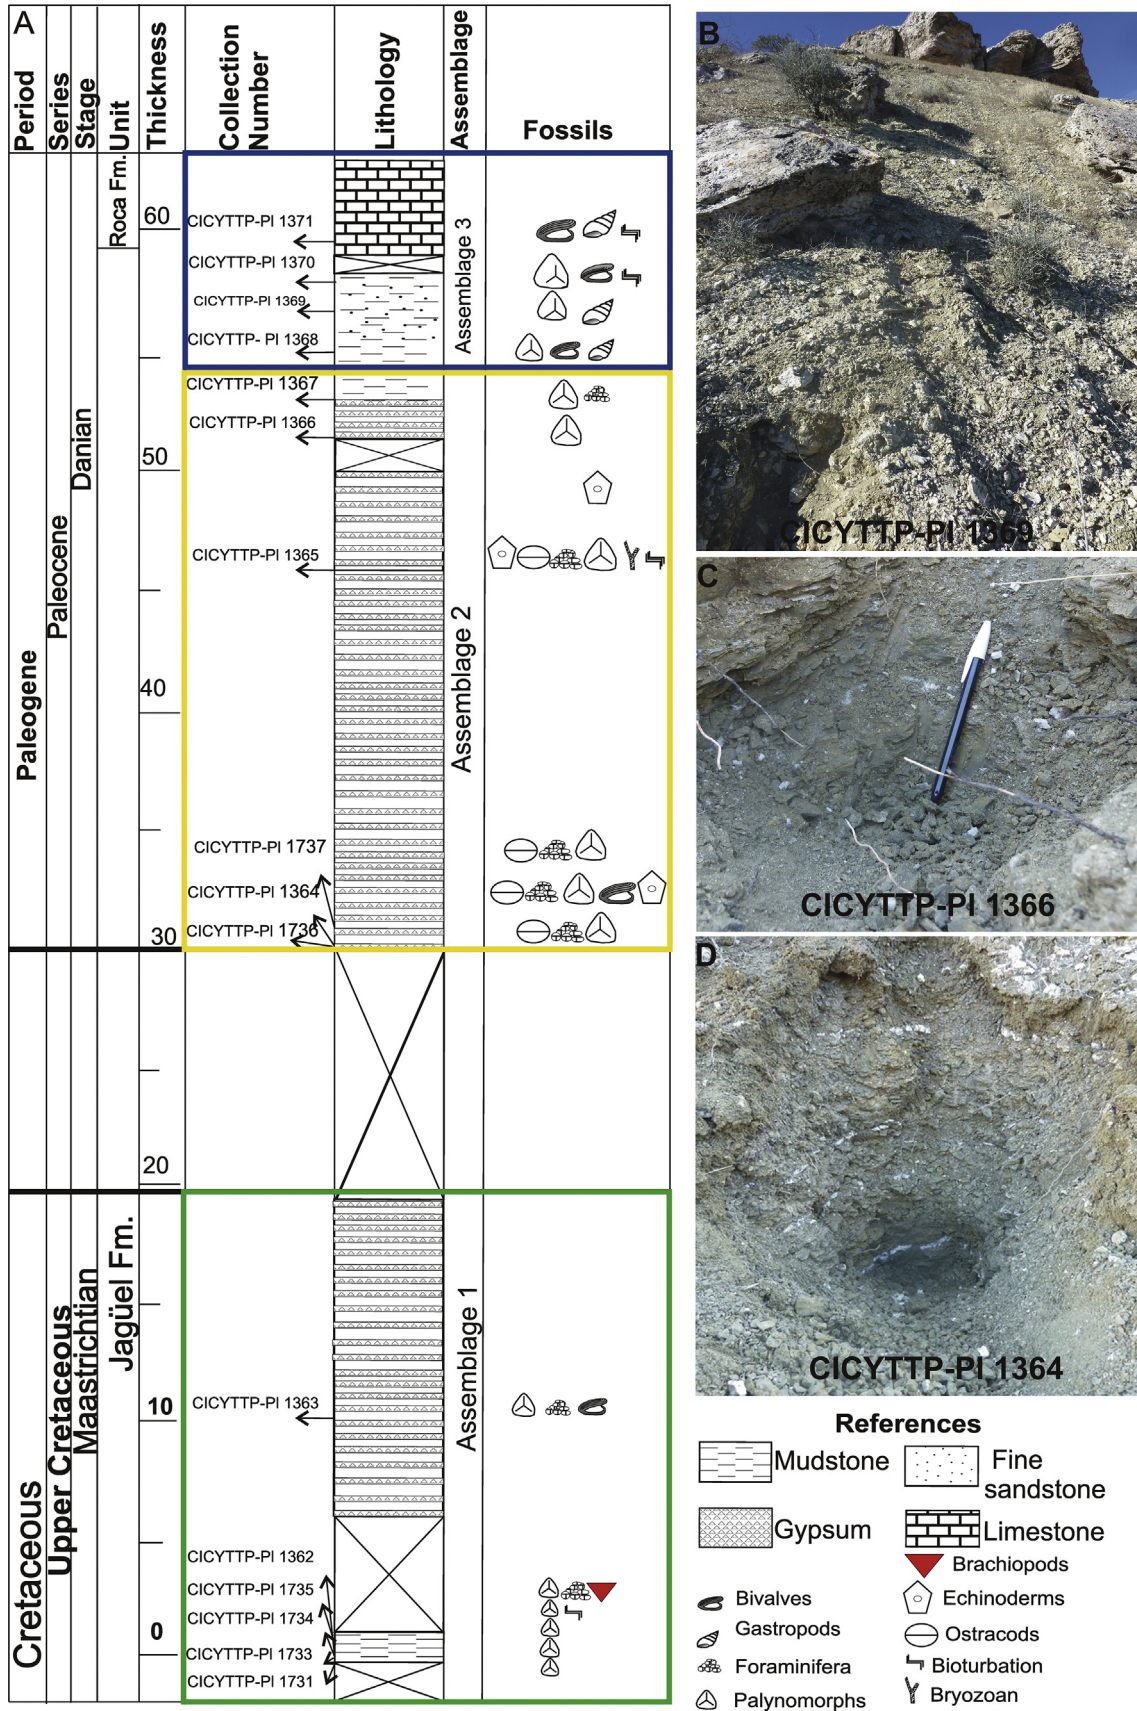 A
Period
Series
Stage
Unit
Thickness
Collection
Number
Lithology
Assemblage
Fossils
Paleogene
Paleocene
Danian
Roca Fm.
60
CICYTTP-PI 1371
CICYTTP-PI 1370
CICYTTP-PI 1369
CICYTTP- PI 1368
Assemblage 3
CICYTTP-PI 1367
CICYTTP-PI 1366
50
CICYTTP-PI 1365
40
Assemblage 2
CICYTTP-PI 1737
CICYTTP-PI 1364
CICYTTP-PI 1736
30
20
Cretaceous
Upper Cretaceous
Maastrichtian
Jagüel Fm.
Assemblage 1
CICYTTP-PI 1363
10
CICYTTP-PI 1362
CICYTTP-PI 1735
CICYTTP-PI 1734
0
CICYTTP-PI 1733
CICYTTP-PI 1731
B
CICYTTP-PI 1369
C
CICYTTP-PI 1366
D
CICYTTP-PI 1364
References
Mudstone
Fine
sandstone
Gypsum
Limestone
Brachiopods
Bivalves
Echinoderms
Gastropods
Ostracods
Foraminifera
Bioturbation
Palynomorphs
Bryozoan